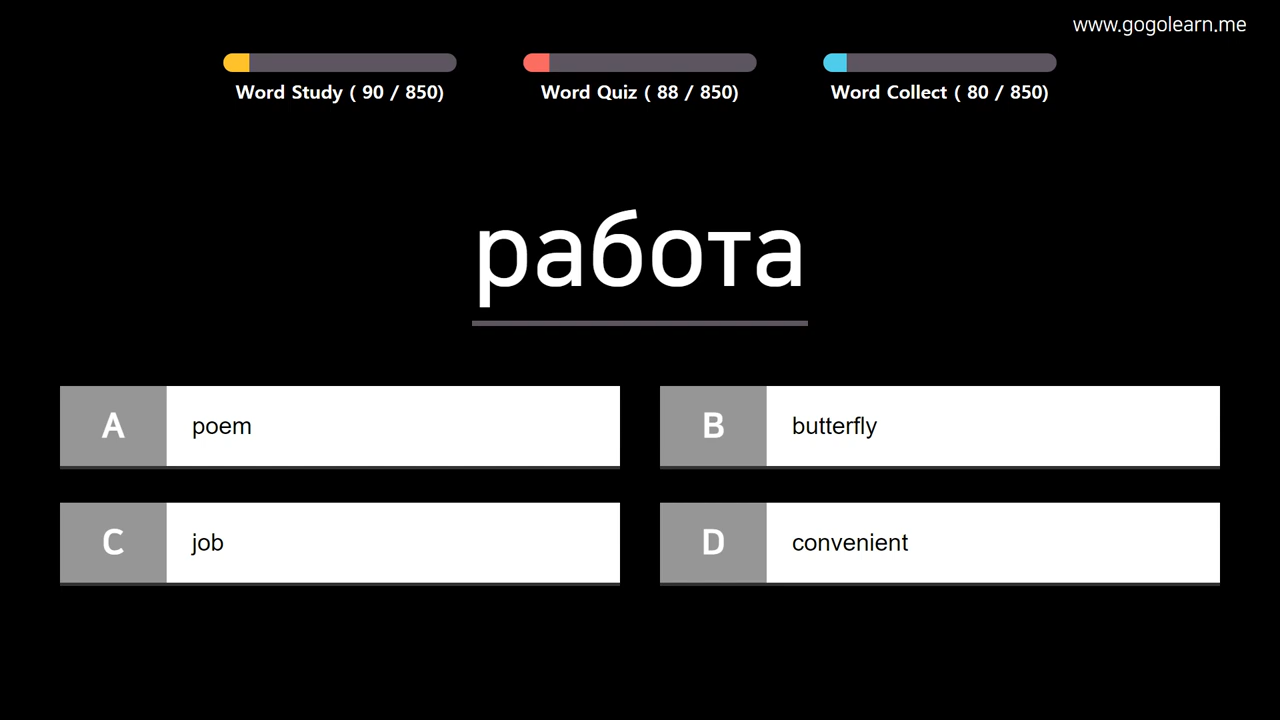 www.gogolearn.me
Word Study ( 90 / 850)
Word Quiz ( 88 / 850)
Word Collect ( 80 / 850)
работа
A poem
B butterfly
C job
D convenient